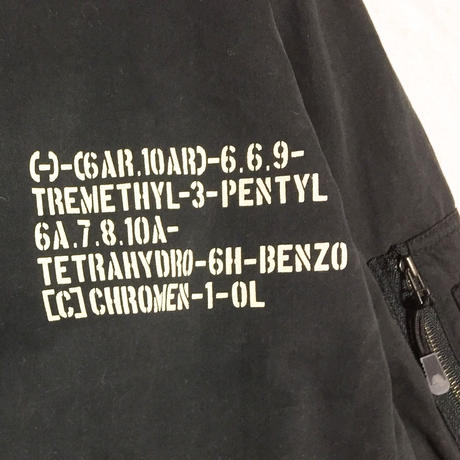 (-)-(6AR.10AR)-6.6.9-
TREMETHYL-3-PENTYL
6A.7.8.10A-
TETRAHYDRO-6H-BENZO
[C]CHROMEN-1-OL